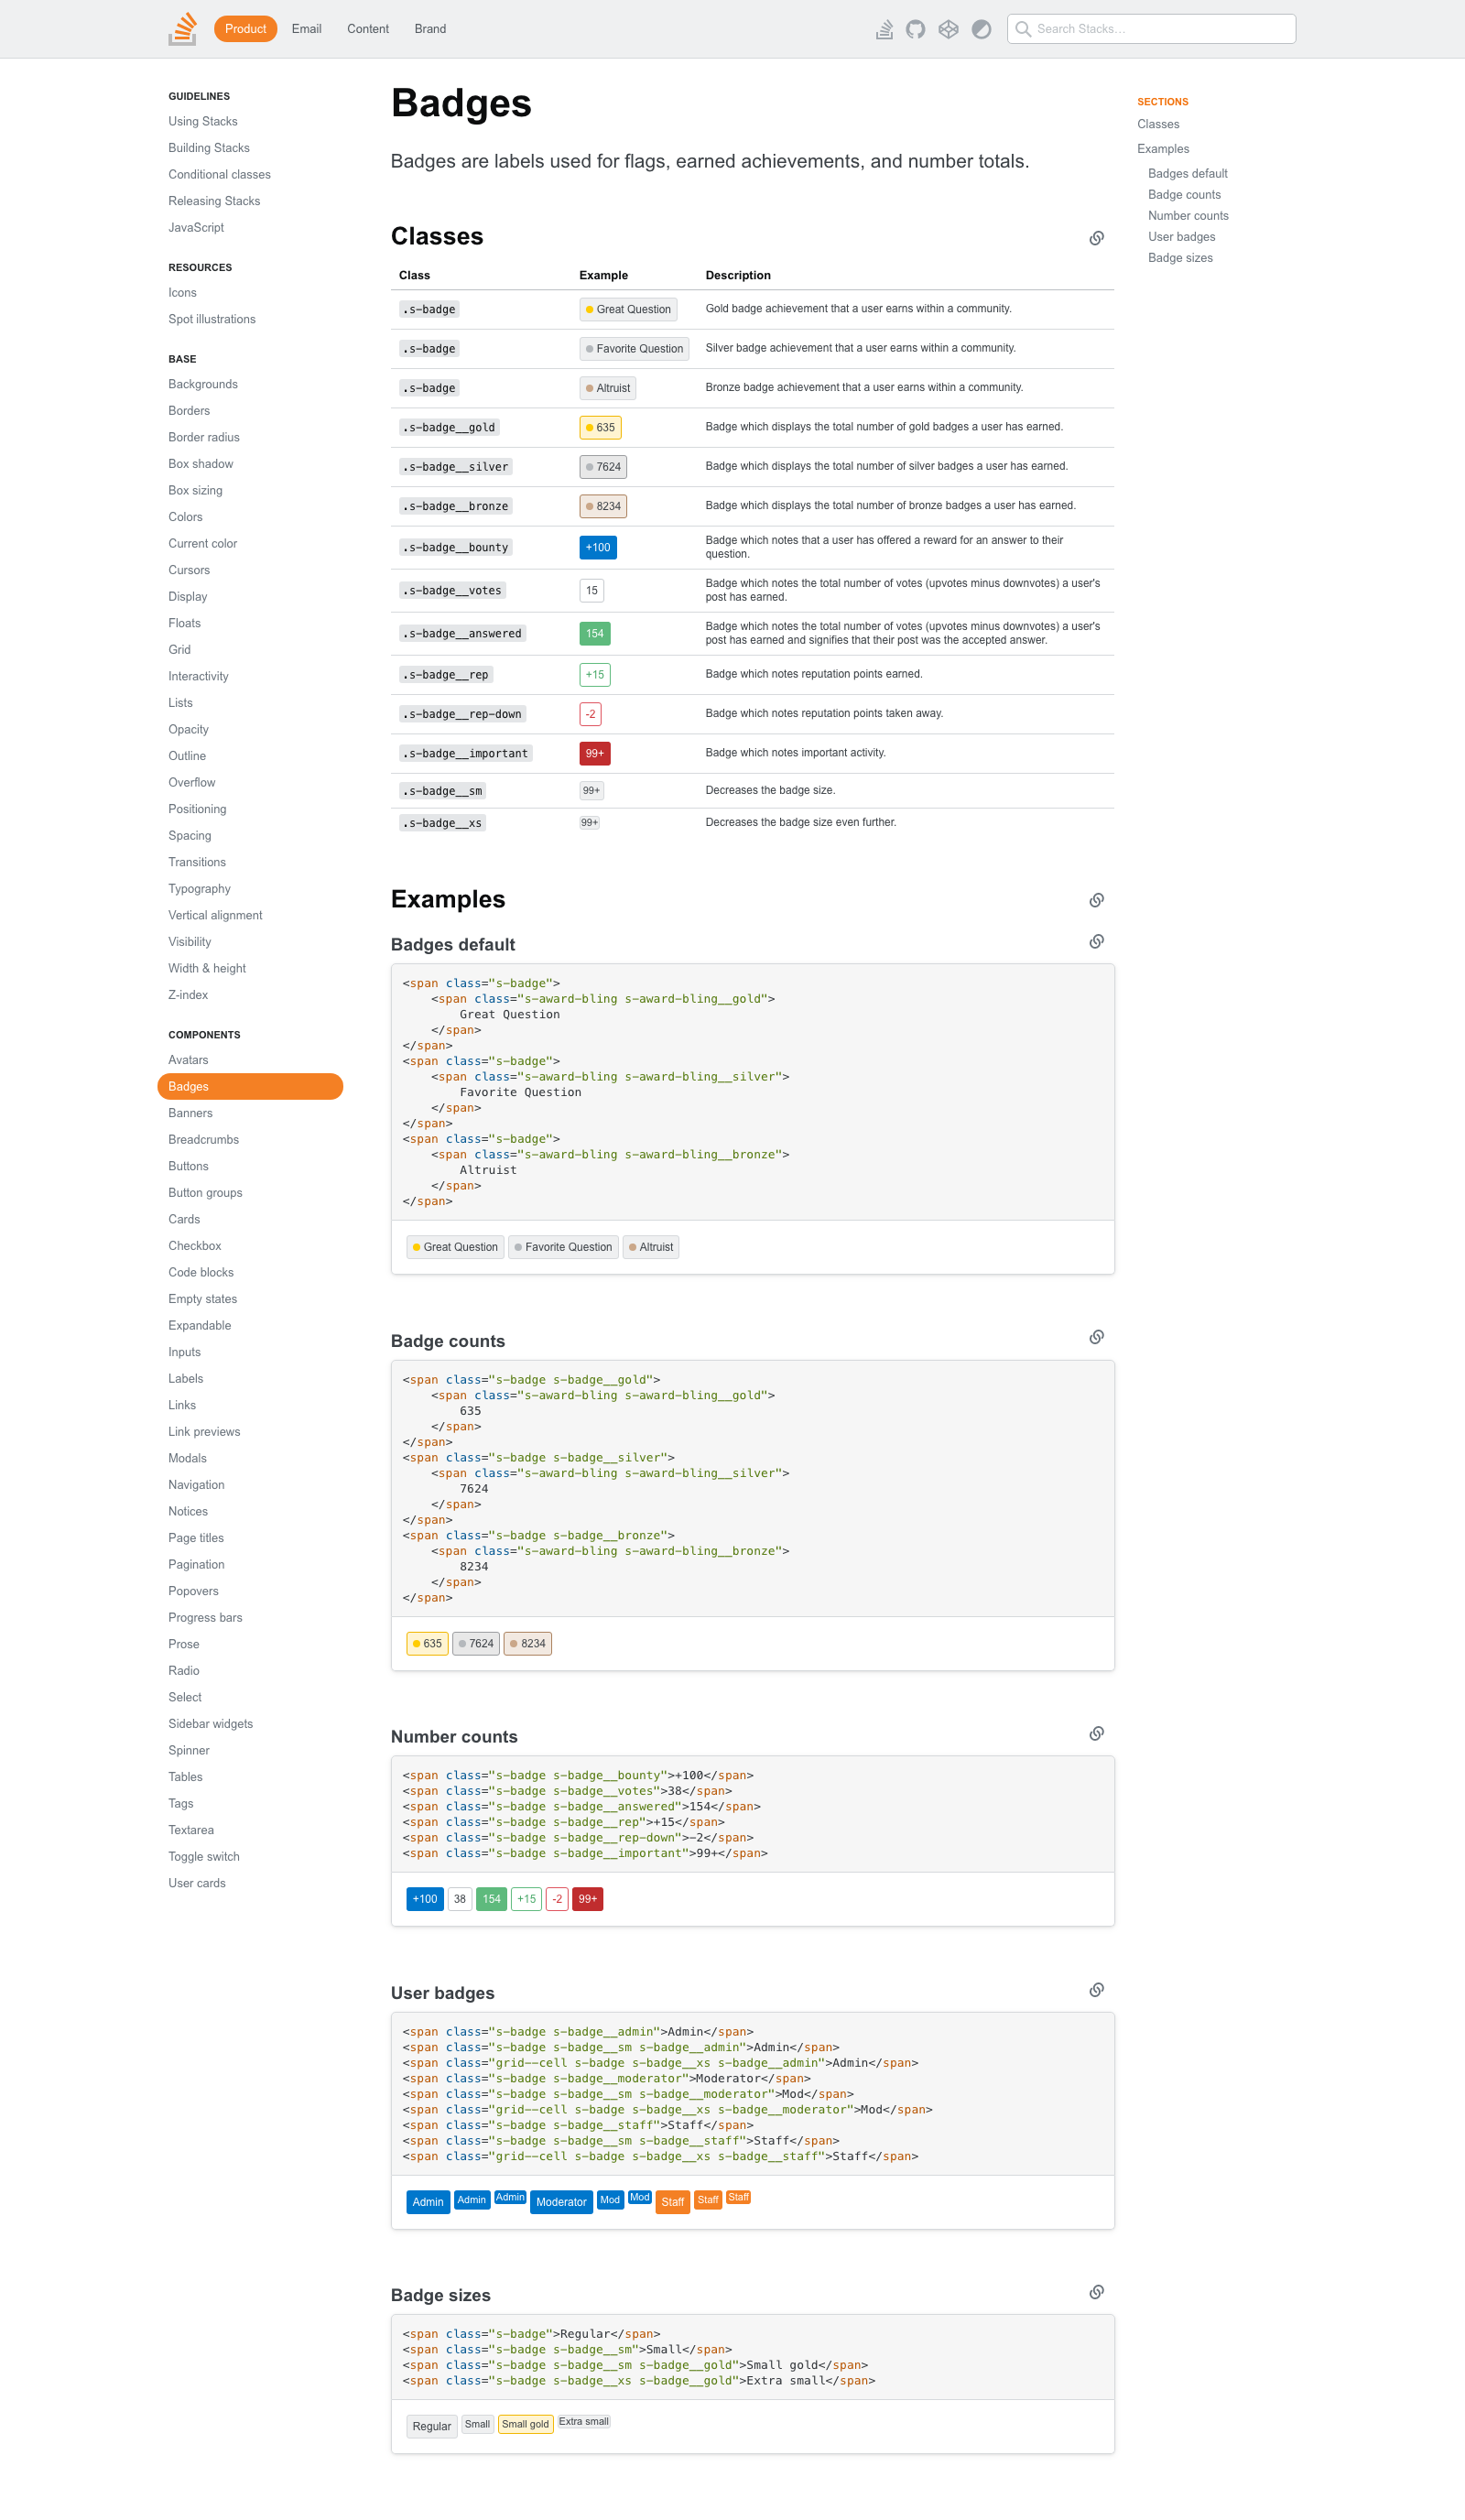 Product Email Content Brand
Search Stacks…
GUIDELINES
Using Stacks
Building Stacks
Conditional classes
Releasing Stacks
JavaScript
RESOURCES
Icons
Spot illustrations
BASE
Backgrounds
Borders
Border radius
Box shadow
Box sizing
Colors
Current color
Cursors
Display
Floats
Grid
Interactivity
Lists
Opacity
Outline
Overflow
Positioning
Spacing
Transitions
Typography
Vertical alignment
Visibility
Width & height
Z-index
COMPONENTS
Avatars
Badges
Banners
Breadcrumbs
Buttons
Button groups
Cards
Checkbox
Code blocks
Empty states
Expandable
Inputs
Labels
Links
Link previews
Modals
Navigation
Notices
Page titles
Pagination
Popovers
Progress bars
Prose
Radio
Select
Sidebar widgets
Spinner
Tables
Tags
Textarea
Toggle switch
User cards
Badges
Badges are labels used for flags, earned achievements, and number totals.
Classes
Class Example Description
.s-badge Great Question Gold badge achievement that a user earns within a community.
.s-badge Favorite Question Silver badge achievement that a user earns within a community.
.s-badge Altruist Bronze badge achievement that a user earns within a community.
.s-badge__gold 635 Badge which displays the total number of gold badges a user has earned.
.s-badge__silver 7624 Badge which displays the total number of silver badges a user has earned.
.s-badge__bronze 8234 Badge which displays the total number of bronze badges a user has earned.
.s-badge__bounty +100 Badge which notes that a user has offered a reward for an answer to their
question.
.s-badge__votes 15 Badge which notes the total number of votes (upvotes minus downvotes) a user's
post has earned.
.s-badge__answered 154 Badge which notes the total number of votes (upvotes minus downvotes) a user's
post has earned and signifies that their post was the accepted answer.
.s-badge__rep +15 Badge which notes reputation points earned.
.s-badge__rep-down -2 Badge which notes reputation points taken away.
.s-badge__important 99+ Badge which notes important activity.
.s-badge__sm 99+ Decreases the badge size.
.s-badge__xs 99+ Decreases the badge size even further.
Examples
Badges default
<span class="s-badge">
    <span class="s-award-bling s-award-bling__gold">
        Great Question
    </span>
</span>
<span class="s-badge">
    <span class="s-award-bling s-award-bling__silver">
        Favorite Question
    </span>
</span>
<span class="s-badge">
    <span class="s-award-bling s-award-bling__bronze">
        Altruist
    </span>
</span>
Great Question Favorite Question Altruist
Badge counts
<span class="s-badge s-badge__gold">
    <span class="s-award-bling s-award-bling__gold">
        635
    </span>
</span>
<span class="s-badge s-badge__silver">
    <span class="s-award-bling s-award-bling__silver">
        7624
    </span>
</span>
<span class="s-badge s-badge__bronze">
    <span class="s-award-bling s-award-bling__bronze">
        8234
    </span>
</span>
635 7624 8234
Number counts
<span class="s-badge s-badge__bounty">+100</span>
<span class="s-badge s-badge__votes">38</span>
<span class="s-badge s-badge__answered">154</span>
<span class="s-badge s-badge__rep">+15</span>
<span class="s-badge s-badge__rep-down">-2</span>
<span class="s-badge s-badge__important">99+</span>
+100 38 154 +15 -2 99+
User badges
<span class="s-badge s-badge__admin">Admin</span>
<span class="s-badge s-badge__sm s-badge__admin">Admin</span>
<span class="grid--cell s-badge s-badge__xs s-badge__admin">Admin</span>
<span class="s-badge s-badge__moderator">Moderator</span>
<span class="s-badge s-badge__sm s-badge__moderator">Mod</span>
<span class="grid--cell s-badge s-badge__xs s-badge__moderator">Mod</span>
<span class="s-badge s-badge__staff">Staff</span>
<span class="s-badge s-badge__sm s-badge__staff">Staff</span>
<span class="grid--cell s-badge s-badge__xs s-badge__staff">Staff</span>
Admin Admin Admin Moderator Mod Mod Staff Staff Staff
Badge sizes
<span class="s-badge">Regular</span>
<span class="s-badge s-badge__sm">Small</span>
<span class="s-badge s-badge__sm s-badge__gold">Small gold</span>
<span class="s-badge s-badge__xs s-badge__gold">Extra small</span>
Regular Small Small gold Extra small
SECTIONS
Classes
Examples
Badges default
Badge counts
Number counts
User badges
Badge sizes